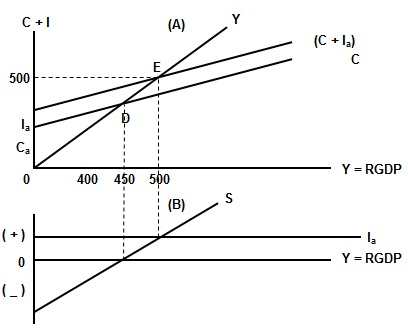 C + I
(A)
Y
(C + Ia)
C
E
500
Ia
D
Ca
0 400 450 500 Y = RGDP
(B)
S
( + )
Ia
0
Y = RGDP
( _ )